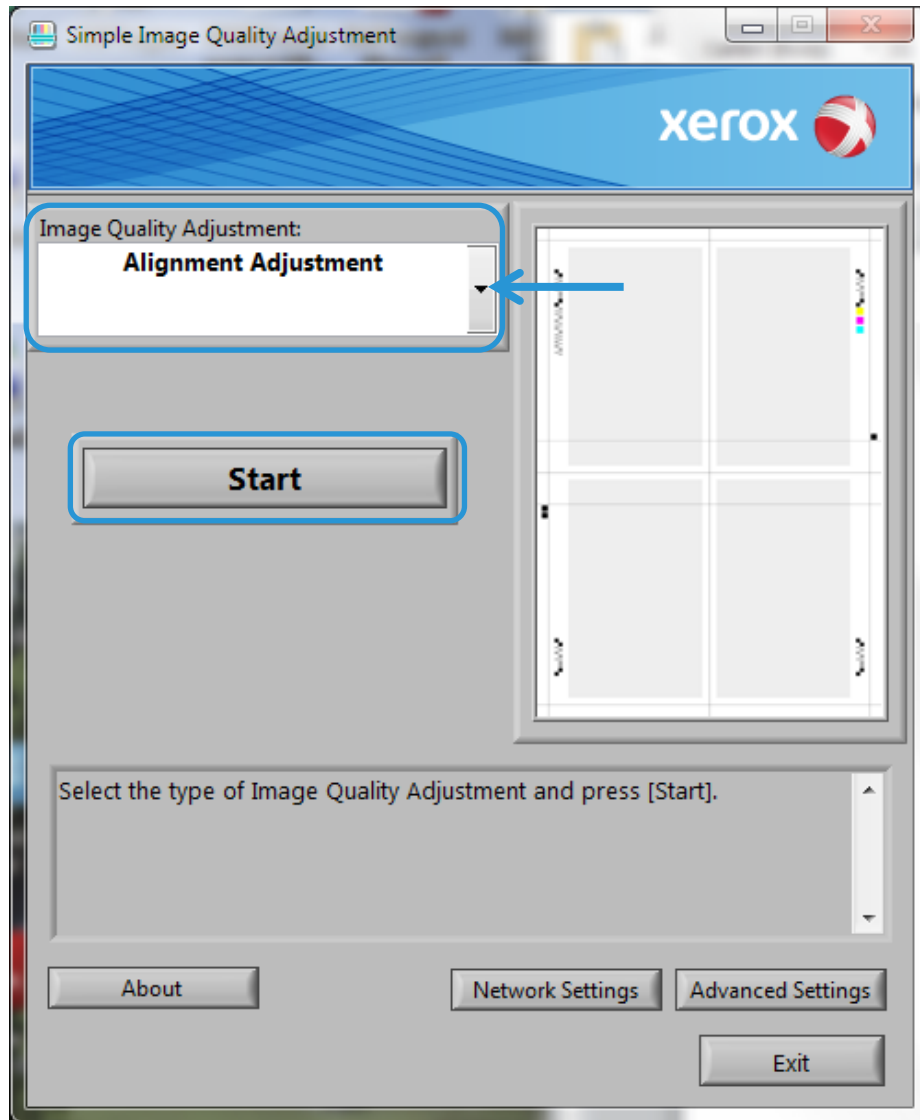 Simple Image Quality Adjustment
xerox
Image Quality Adjustment:
Alignment Adjustment
Start
Select the type of Image Quality Adjustment and press [Start].
About
Network Settings
Advanced Settings
Exit